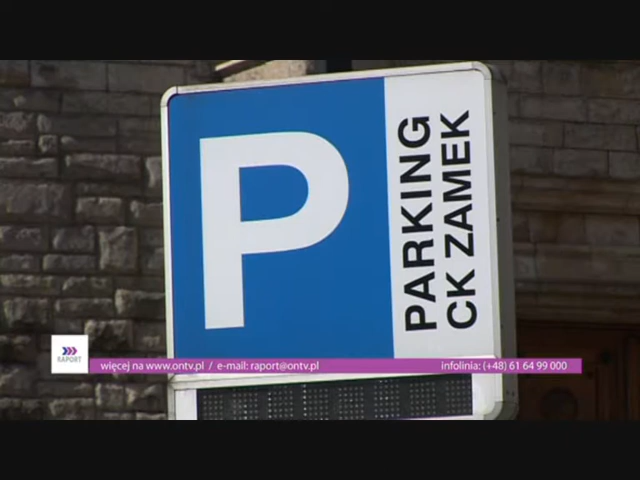 P
PARKING
CK ZAMEK
RAPORT
więcej na www.ontv.pl / e-mail: raport@ontv.pl
infolinia: (+48) 61 64 99 000